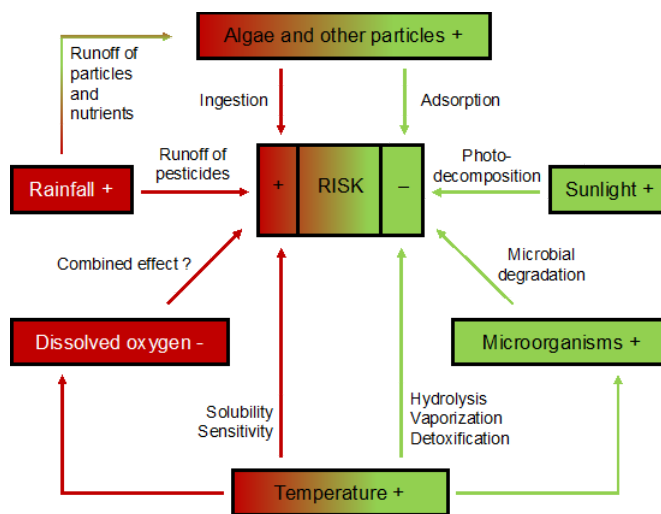 Algae and other particles +
Runoff of
particles
and
nutrients
Ingestion
Adsorption
Runoff of
pesticides
Photo-
decomposition
Rainfall +
+
RISK
–
Sunlight +
Combined effect ?
Microbial
degradation
Dissolved oxygen -
Microorganisms +
Solubility
Sensitivity
Hydrolysis
Vaporization
Detoxification
Temperature +